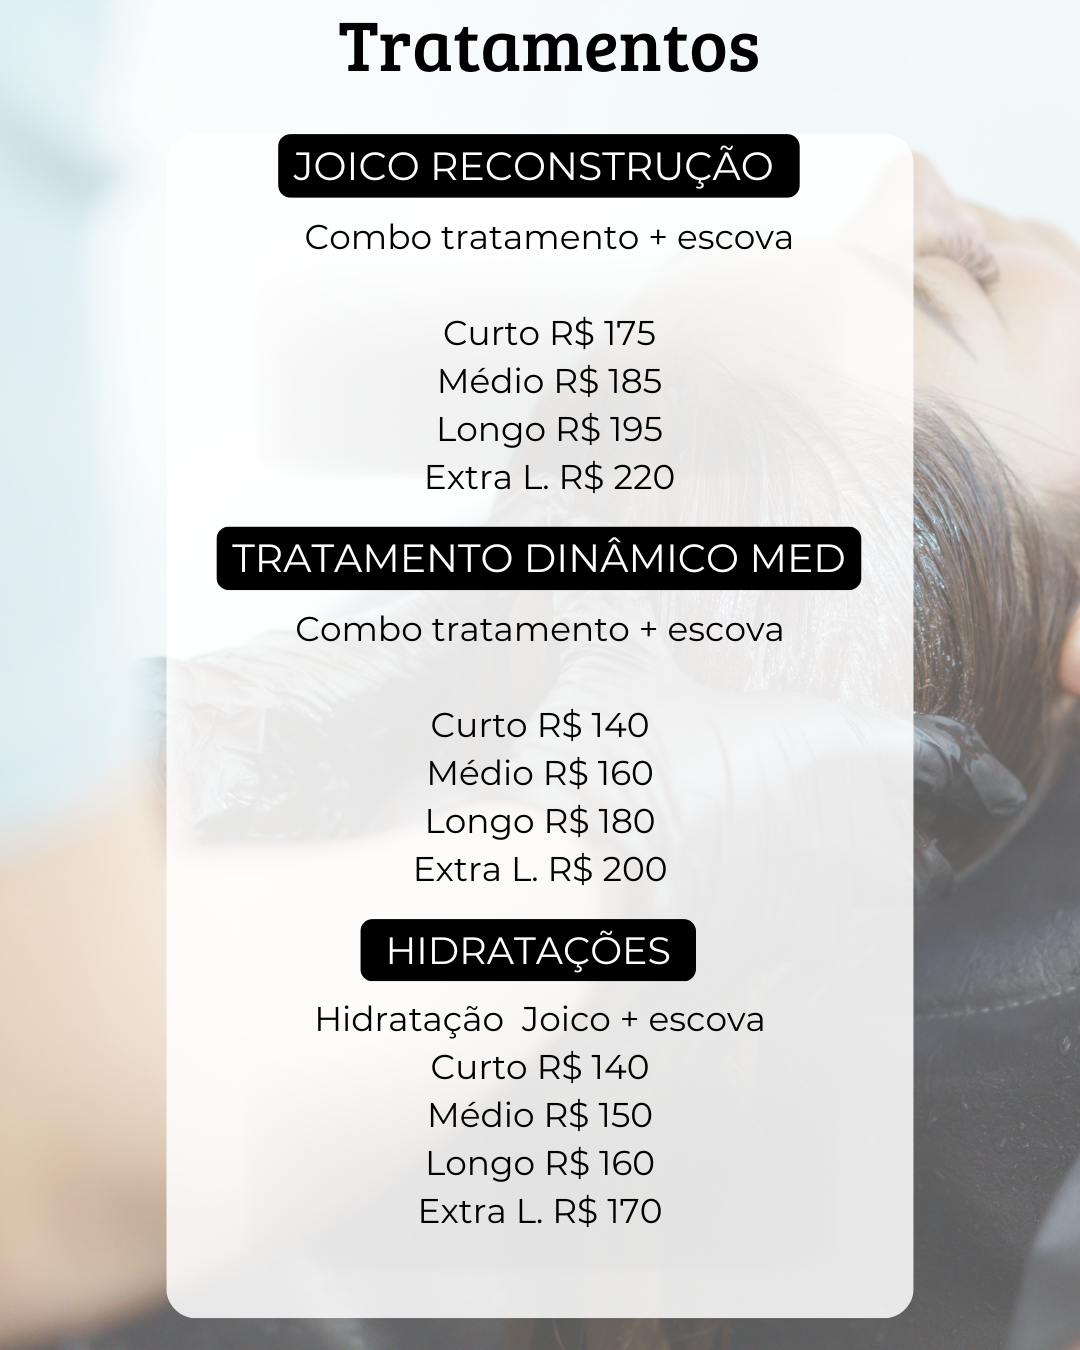 Tratamentos
JOICO RECONSTRUÇÃO
Combo tratamento + escova
Curto R$ 175
Médio R$ 185
Longo R$ 195
Extra L. R$ 220
TRATAMENTO DINÂMICO MED
Combo tratamento + escova
Curto R$ 140
Médio R$ 160
Longo R$ 180
Extra L. R$ 200
HIDRATAÇÕES
Hidratação  Joico + escova
Curto R$ 140
Médio R$ 150
Longo R$ 160
Extra L. R$ 170